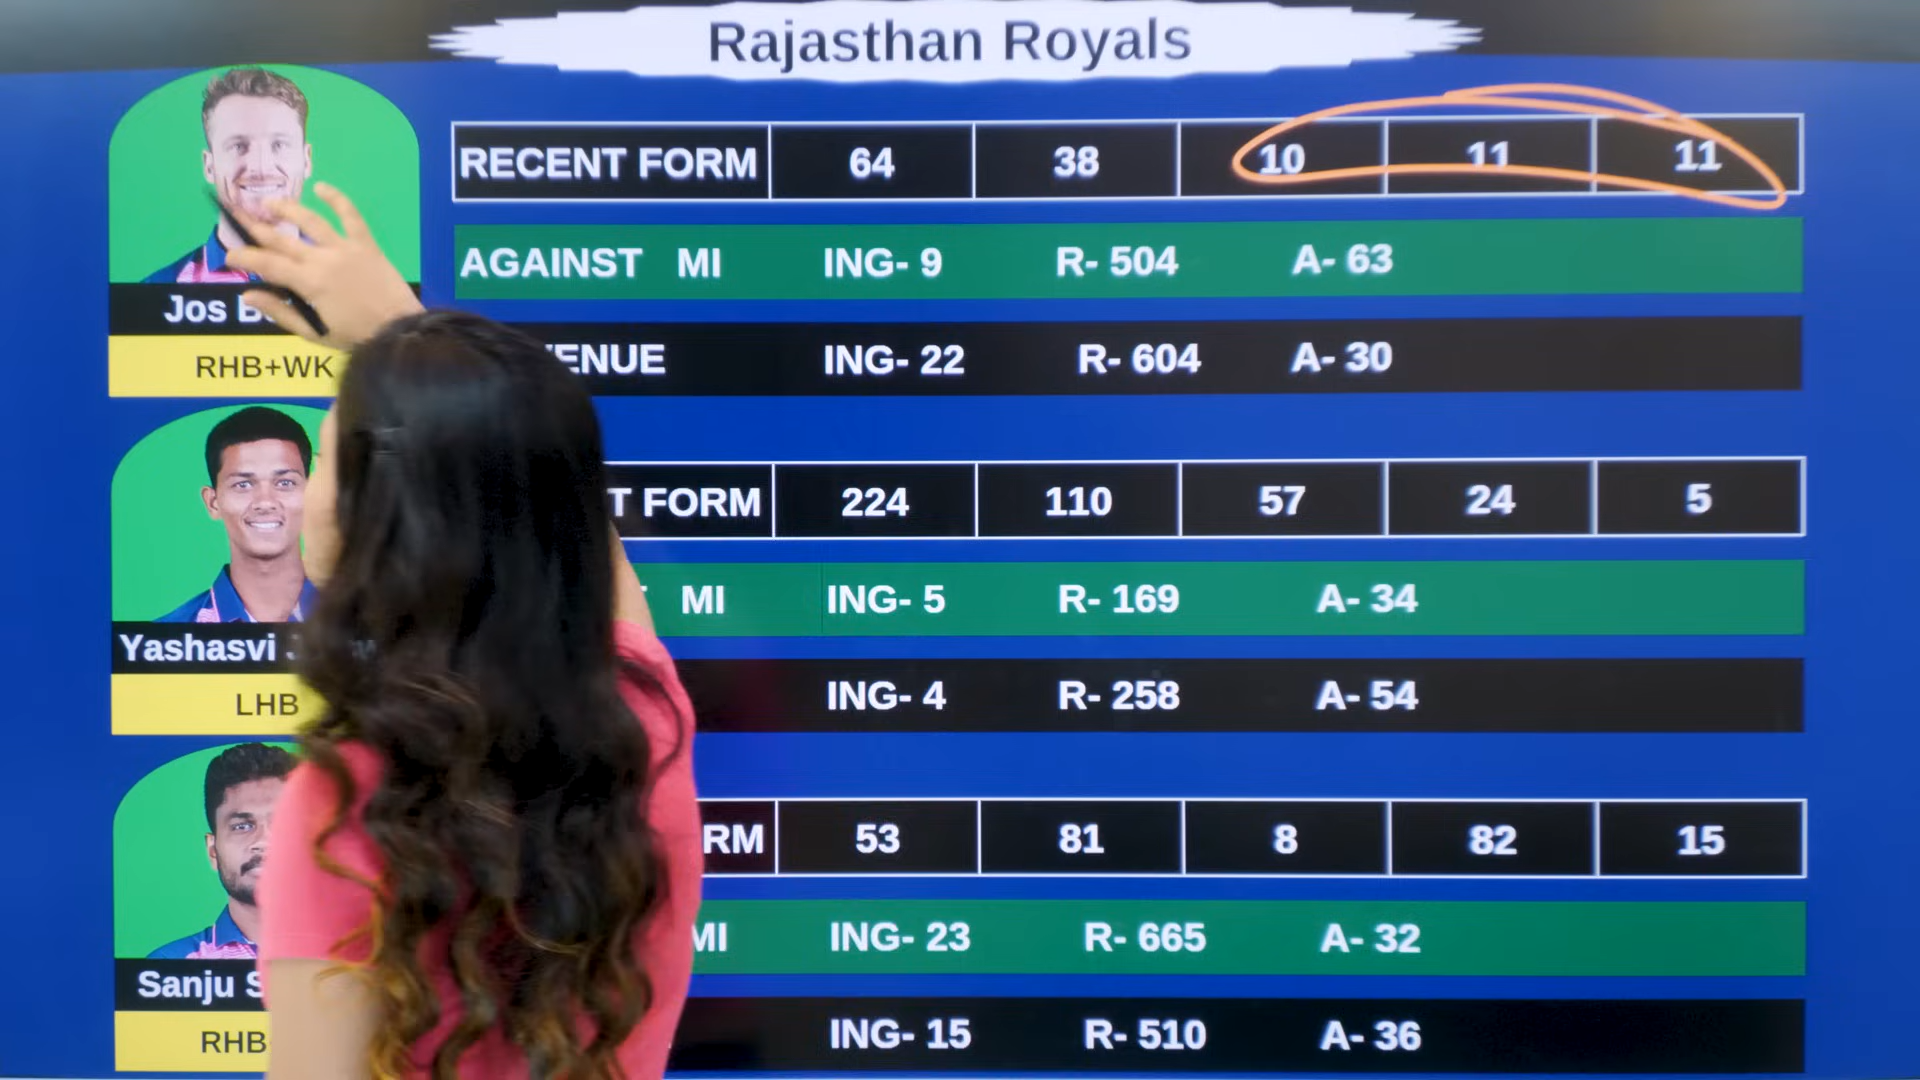 Rajasthan Royals
RECENT FORM 64 38 10 11 11
AGAINST MI ING- 9 R- 504 A- 63
ING- 22 R- 604 A- 30
Jos
RHB+WK
FORM 224 110 57 24 5
MI ING- 5 R- 169 A- 34
ING- 4 R- 258 A- 54
Yashasvi
LHB
53 81 8 82 15
MI ING- 23 R- 665 A- 32
ING- 15 R- 510 A- 36
Sanju
RHB